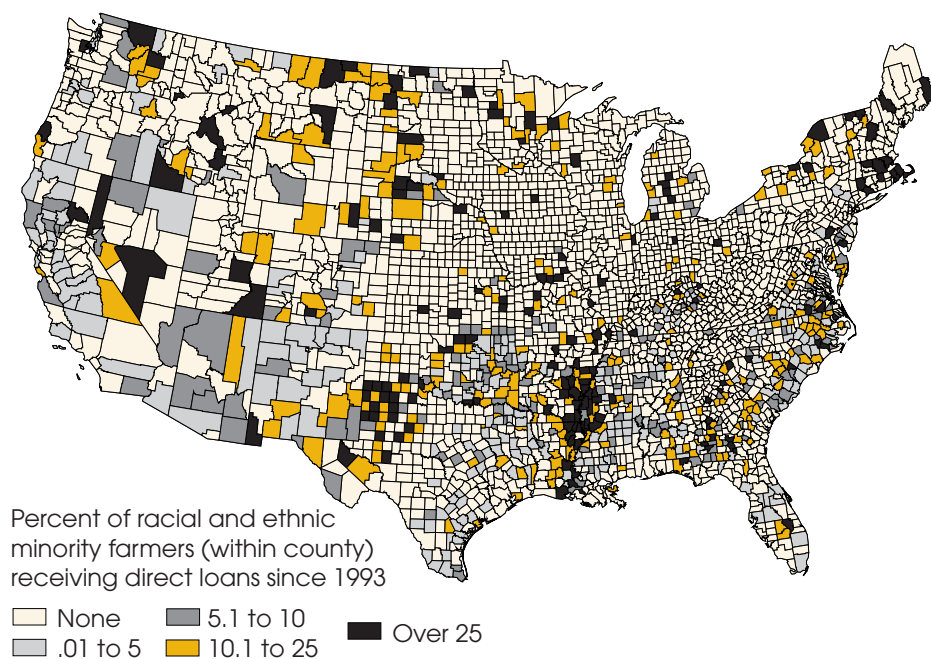 Percent of racial and ethnic
minority farmers (within county)
receiving direct loans since 1993
None
.01 to 5
5.1 to 10
10.1 to 25
Over 25